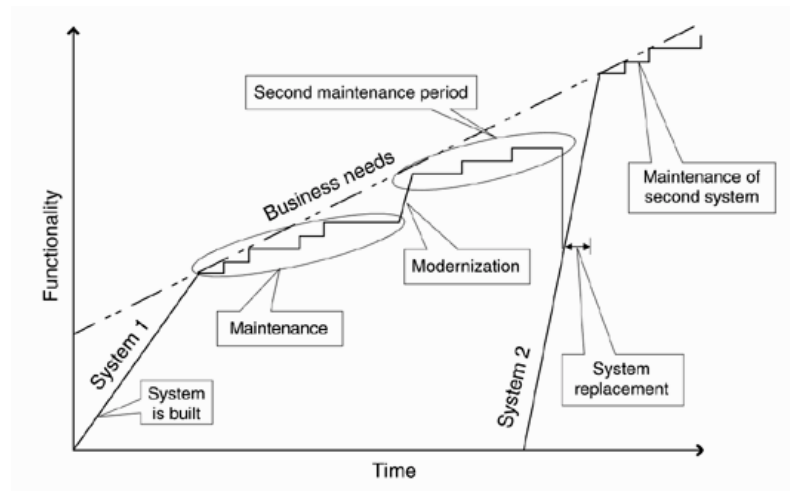 Second maintenance period
Business needs
Maintenance of
second system
Functionality
Modernization
Maintenance
System 1
System
is built
System 2
System
replacement
Time